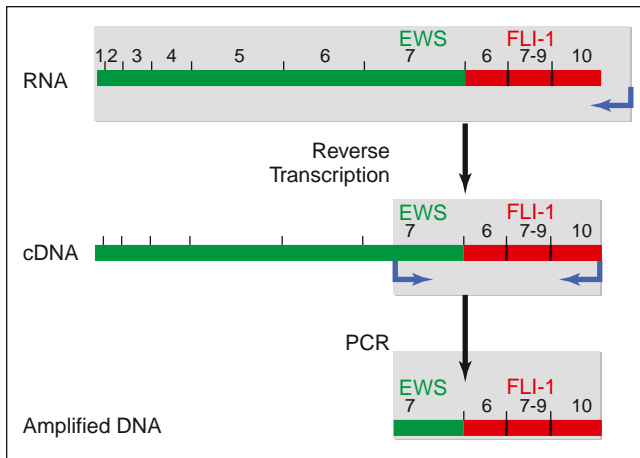 EWS FLI-1
1 2 3 4 5 6 7 6 7-9 10
RNA
Reverse
Transcription
EWS FLI-1
7 6 7-9 10
cDNA
PCR
EWS FLI-1
7 6 7-9 10
Amplified DNA